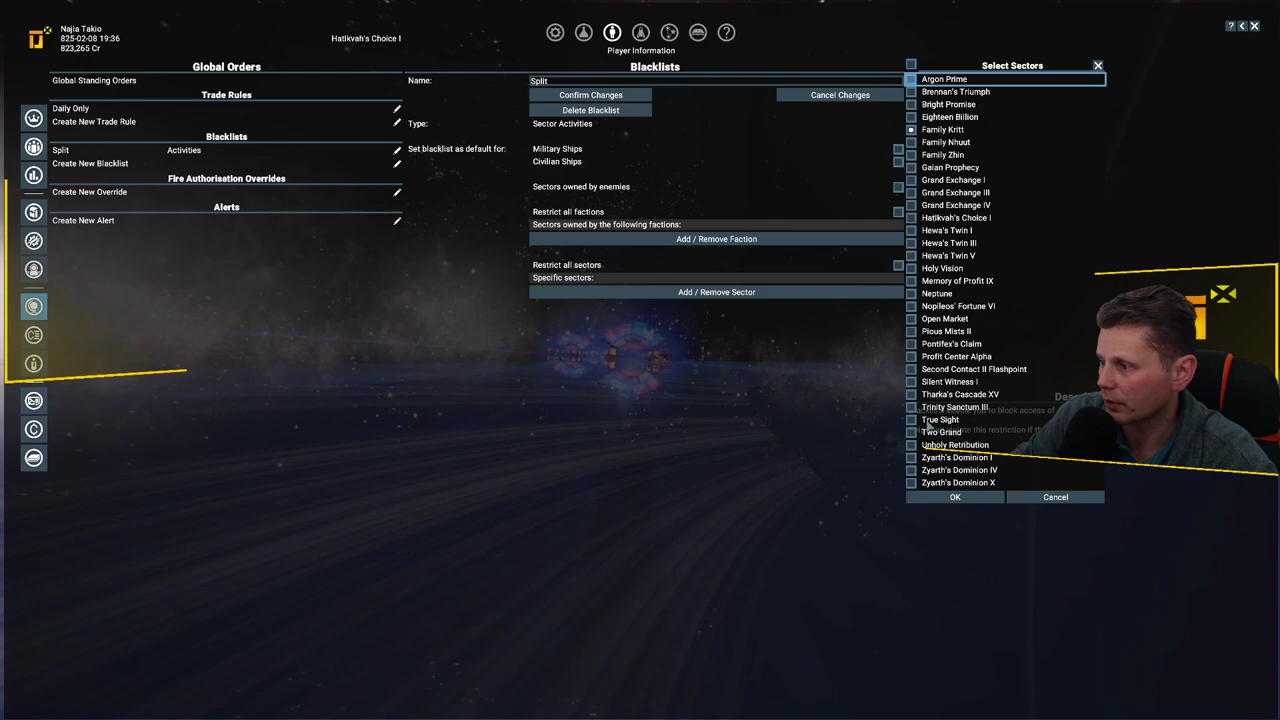 Najia Takio
825-02-08 19:36
823,265 Cr
Hatikvah's Choice I
Player Information
Global Orders
Global Standing Orders
Trade Rules
Daily Only
Create New Trade Rule
Blacklists
Split Activities
Create New Blacklist
Fire Authorisation Overrides
Create New Override
Alerts
Create New Alert
Blacklists
Name: Split
Confirm Changes Cancel Changes
Delete Blacklist
Type: Sector Activities
Set blacklist as default for: Military Ships
Civilian Ships
Sectors owned by enemies
Restrict all factions
Sectors owned by the following factions:
Add / Remove Faction
Restrict all sectors
Specific sectors:
Add / Remove Sector
Select Sectors
Argon Prime
Brennan's Triumph
Bright Promise
Eighteen Billion
Family Kritt
Family Nhuut
Family Zhin
Gaian Prophecy
Grand Exchange I
Grand Exchange III
Grand Exchange IV
Hatikvah's Choice I
Hewa's Twin I
Hewa's Twin III
Hewa's Twin V
Holy Vision
Memory of Profit IX
Neptune
Nopileos' Fortune VI
Open Market
Pious Mists II
Pontifex's Claim
Profit Center Alpha
Second Contact II Flashpoint
Silent Witness I
Tharka's Cascade XV
Trinity Sanctum III
True Sight
Two Grand
Unholy Retribution
Zyarth's Dominion I
Zyarth's Dominion IV
Zyarth's Dominion X
OK Cancel